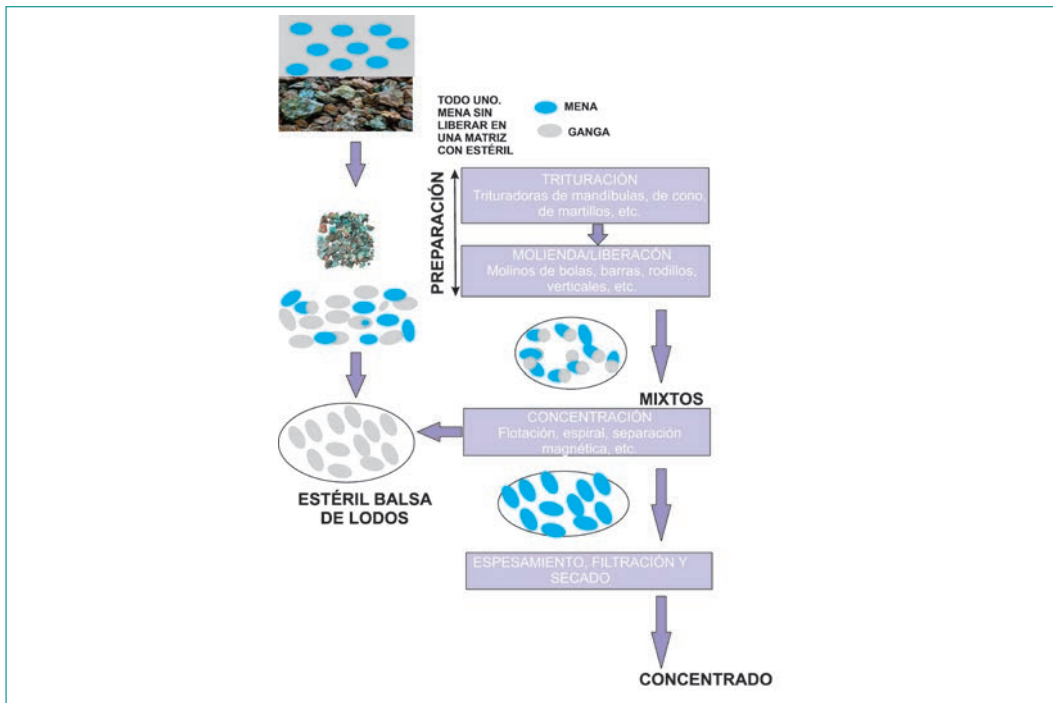 TODO UNO.
MENA SIN
LIBERAR EN
UNA MATRIZ
CON ESTÉRIL
MENA
GANGA
PREPARACIÓN
TRITURACIÓN
Trituradoras de mandíbulas, de cono,
de martillos, etc.
MOLIENDA/LIBERACÓN
Molinos de bolas, barras, rodillos,
verticales, etc.
MIXTOS
CONCENTRACIÓN
Flotación, espiral, separación
magnética, etc.
ESTÉRIL BALSA
DE LODOS
ESPESAMIENTO, FILTRACIÓN Y
SECADO
CONCENTRADO